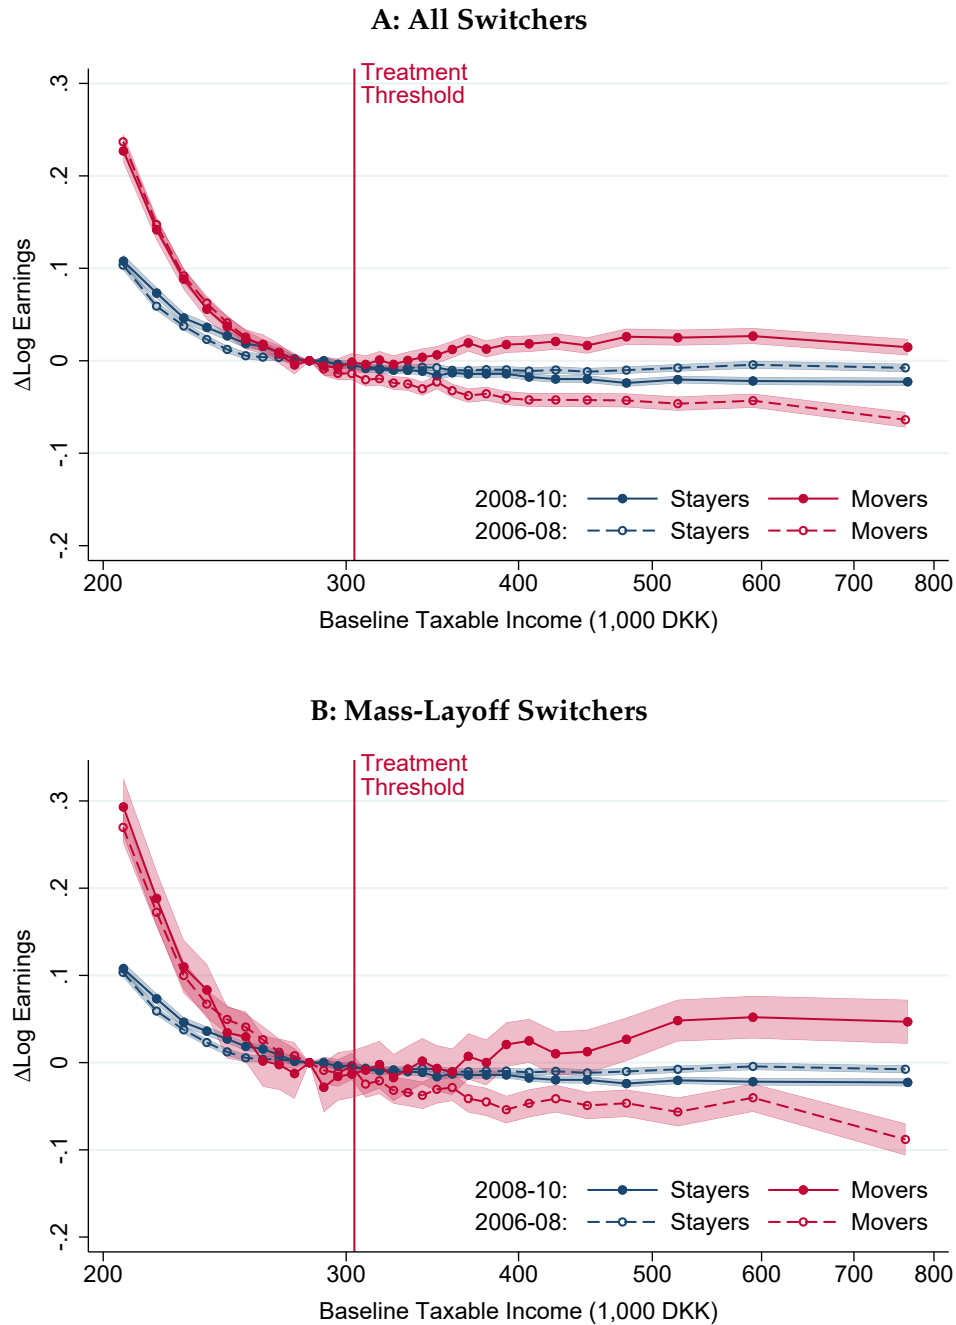 A: All Switchers
Treatment
Threshold
.3
.2
.1
0
-.1
-.2
ΔLog Earnings
2008-10: Stayers Movers
2006-08: Stayers Movers
200 300 400 500 600 700 800
Baseline Taxable Income (1,000 DKK)
B: Mass-Layoff Switchers
Treatment
Threshold
.3
.2
.1
0
-.1
-.2
ΔLog Earnings
2008-10: Stayers Movers
2006-08: Stayers Movers
200 300 400 500 600 700 800
Baseline Taxable Income (1,000 DKK)